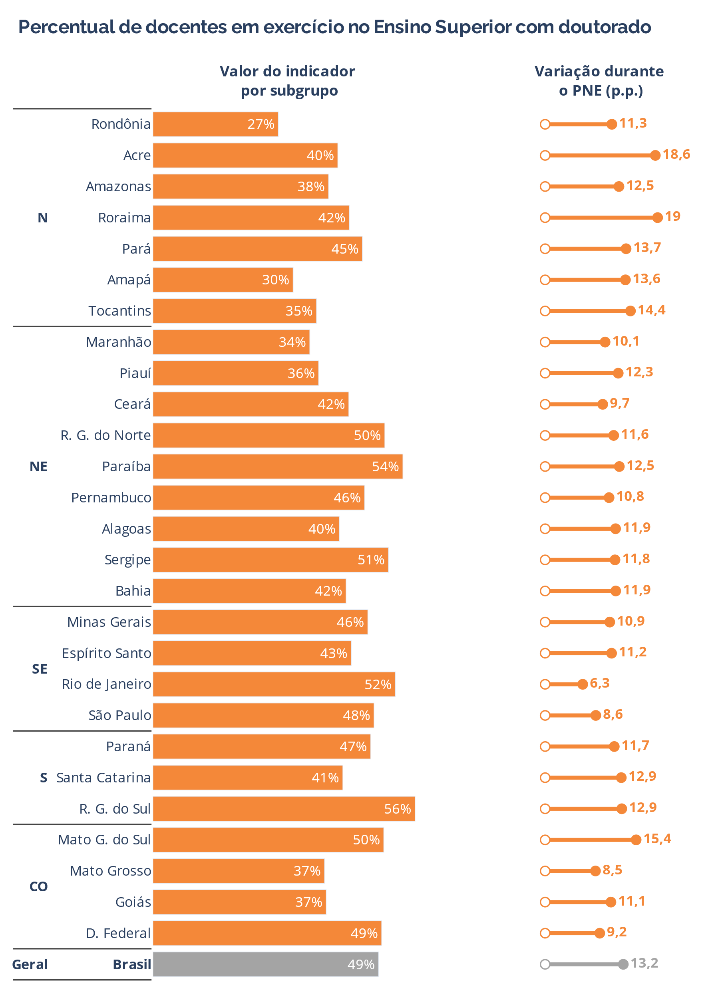 Percentual de docentes em exercício no Ensino Superior com doutorado
Valor do indicador
por subgrupo
Variação durante
o PNE (p.p.)
Rondônia 27% 11,3
Acre 40% 18,6
Amazonas 38% 12,5
N Roraima 42% 19
Pará 45% 13,7
Amapá 30% 13,6
Tocantins 35% 14,4
Maranhão 34% 10,1
Piauí 36% 12,3
Ceará 42% 9,7
R. G. do Norte 50% 11,6
NE Paraíba 54% 12,5
Pernambuco 46% 10,8
Alagoas 40% 11,9
Sergipe 51% 11,8
Bahia 42% 11,9
Minas Gerais 46% 10,9
Espírito Santo 43% 11,2
SE
Rio de Janeiro 52% 6,3
São Paulo 48% 8,6
Paraná 47% 11,7
S Santa Catarina 41% 12,9
R. G. do Sul 56% 12,9
Mato G. do Sul 50% 15,4
Mato Grosso 37% 8,5
CO
Goiás 37% 11,1
D. Federal 49% 9,2
Geral Brasil 49% 13,2